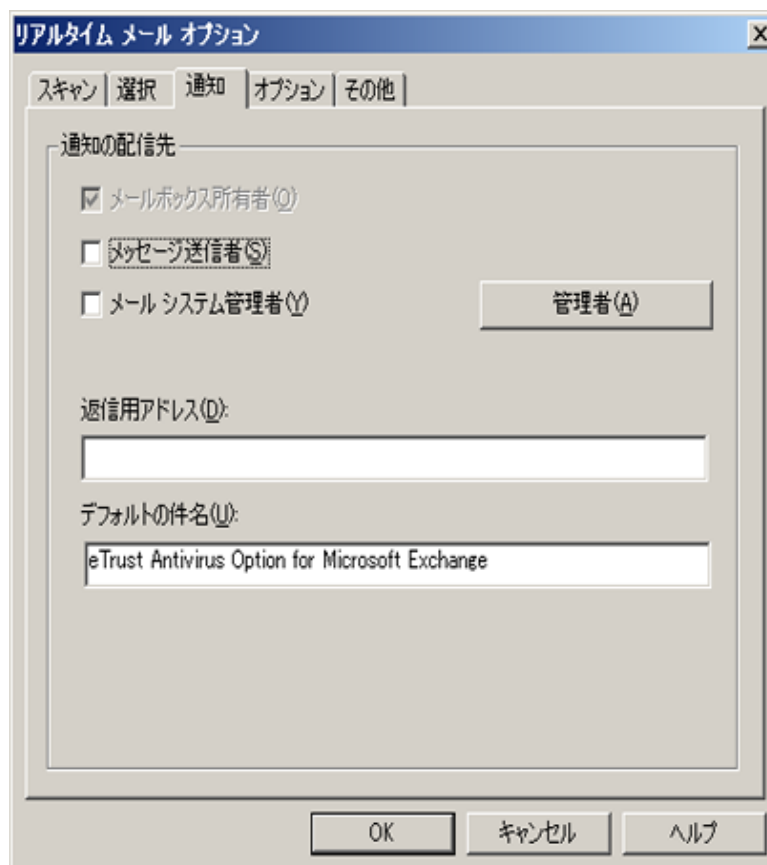 リアルタイム メール オプション
スキャン 選択 通知 オプション その他
通知の配信先
メールボックス所有者(O)
メッセージ送信者(S)
メール システム管理者(Y) 管理者(A)
返信用アドレス(D):
デフォルトの件名(U):
eTrust Antivirus Option for Microsoft Exchange
OK キャンセル ヘルプ